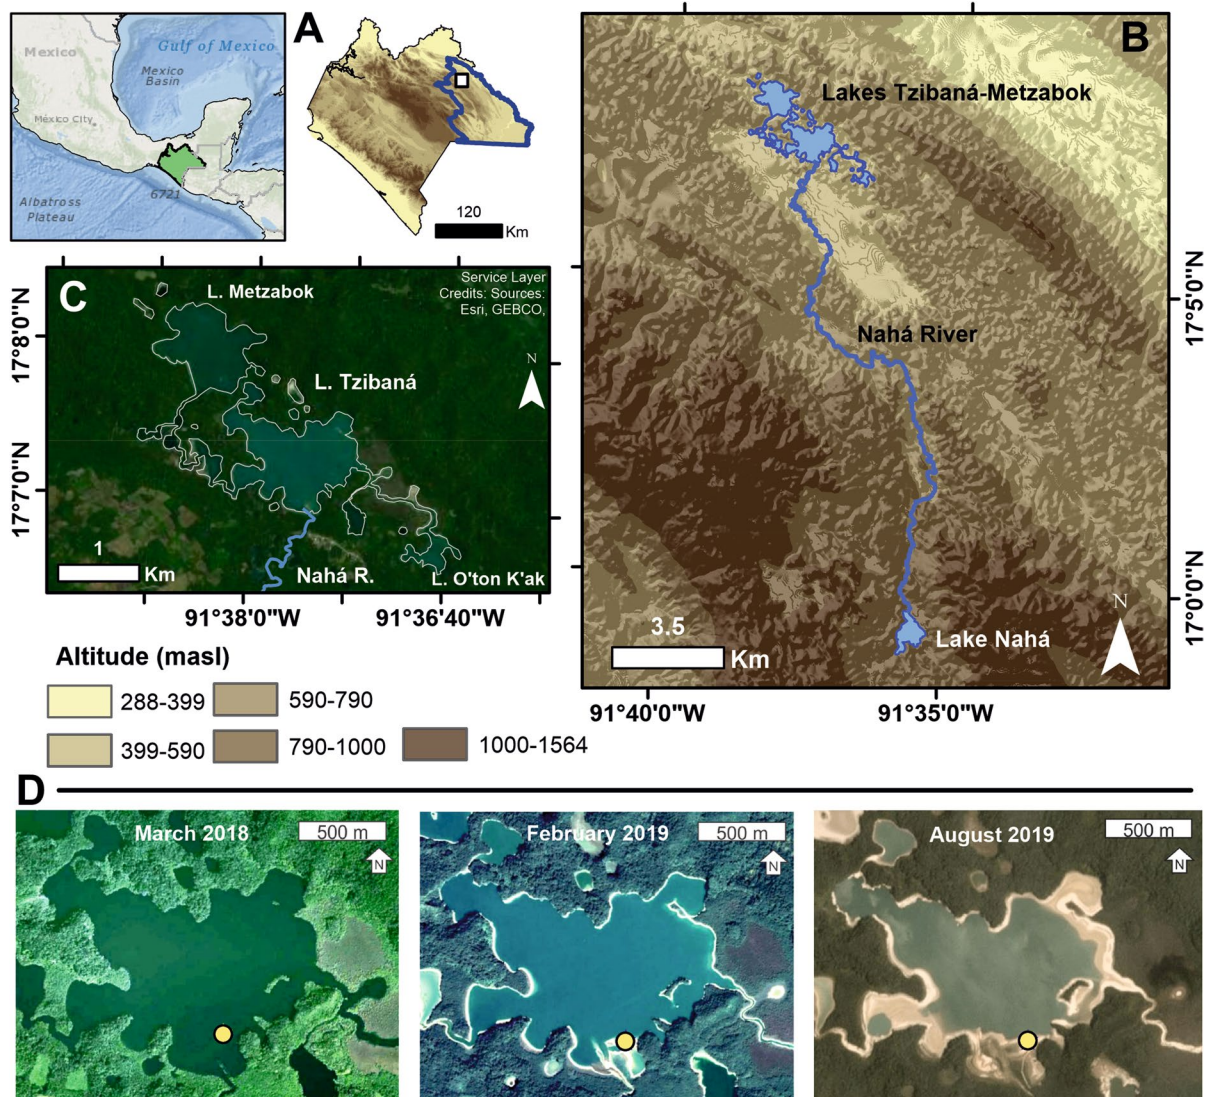 Mexico
Gulf of Mexico
Mexico
Basin
México City
6721
Albatross
Plateau
A
120
Km
B
Lakes Tzibaná-Metzabok
Nahá River
Lake Nahá
3.5
Km
N
17°5'0"N
17°0'0"N
91°40'0"W
91°35'0"W
C
L. Metzabok
Service Layer
Credits: Sources:
Esri, GEBCO,
L. Tzibaná
N
17°8'0"N
17°7'0"N
1
Km
Nahá R.
L. O'ton K'ak
91°38'0"W
91°36'40"W
Altitude (masl)
288-399
590-790
399-590
790-1000
1000-1564
D
March 2018
500 m
N
February 2019
500 m
N
August 2019
500 m
N